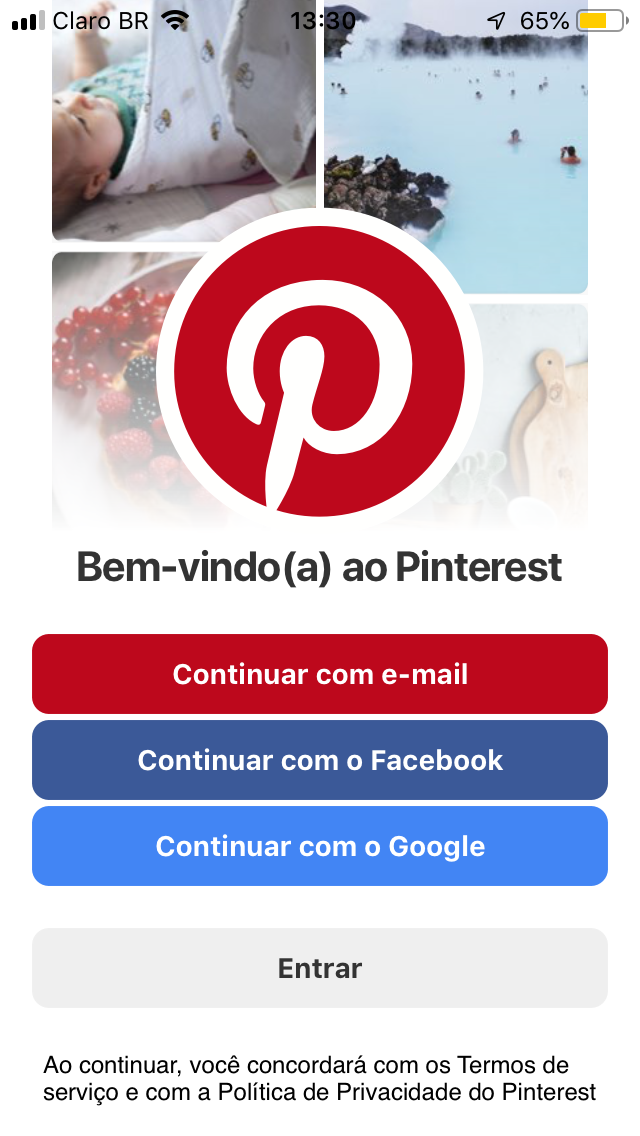 Claro BR 13:30 65%
Bem-vindo(a) ao Pinterest
Continuar com e-mail
Continuar com o Facebook
Continuar com o Google
Entrar
Ao continuar, você concordará com os Termos de
serviço e com a Política de Privacidade do Pinterest